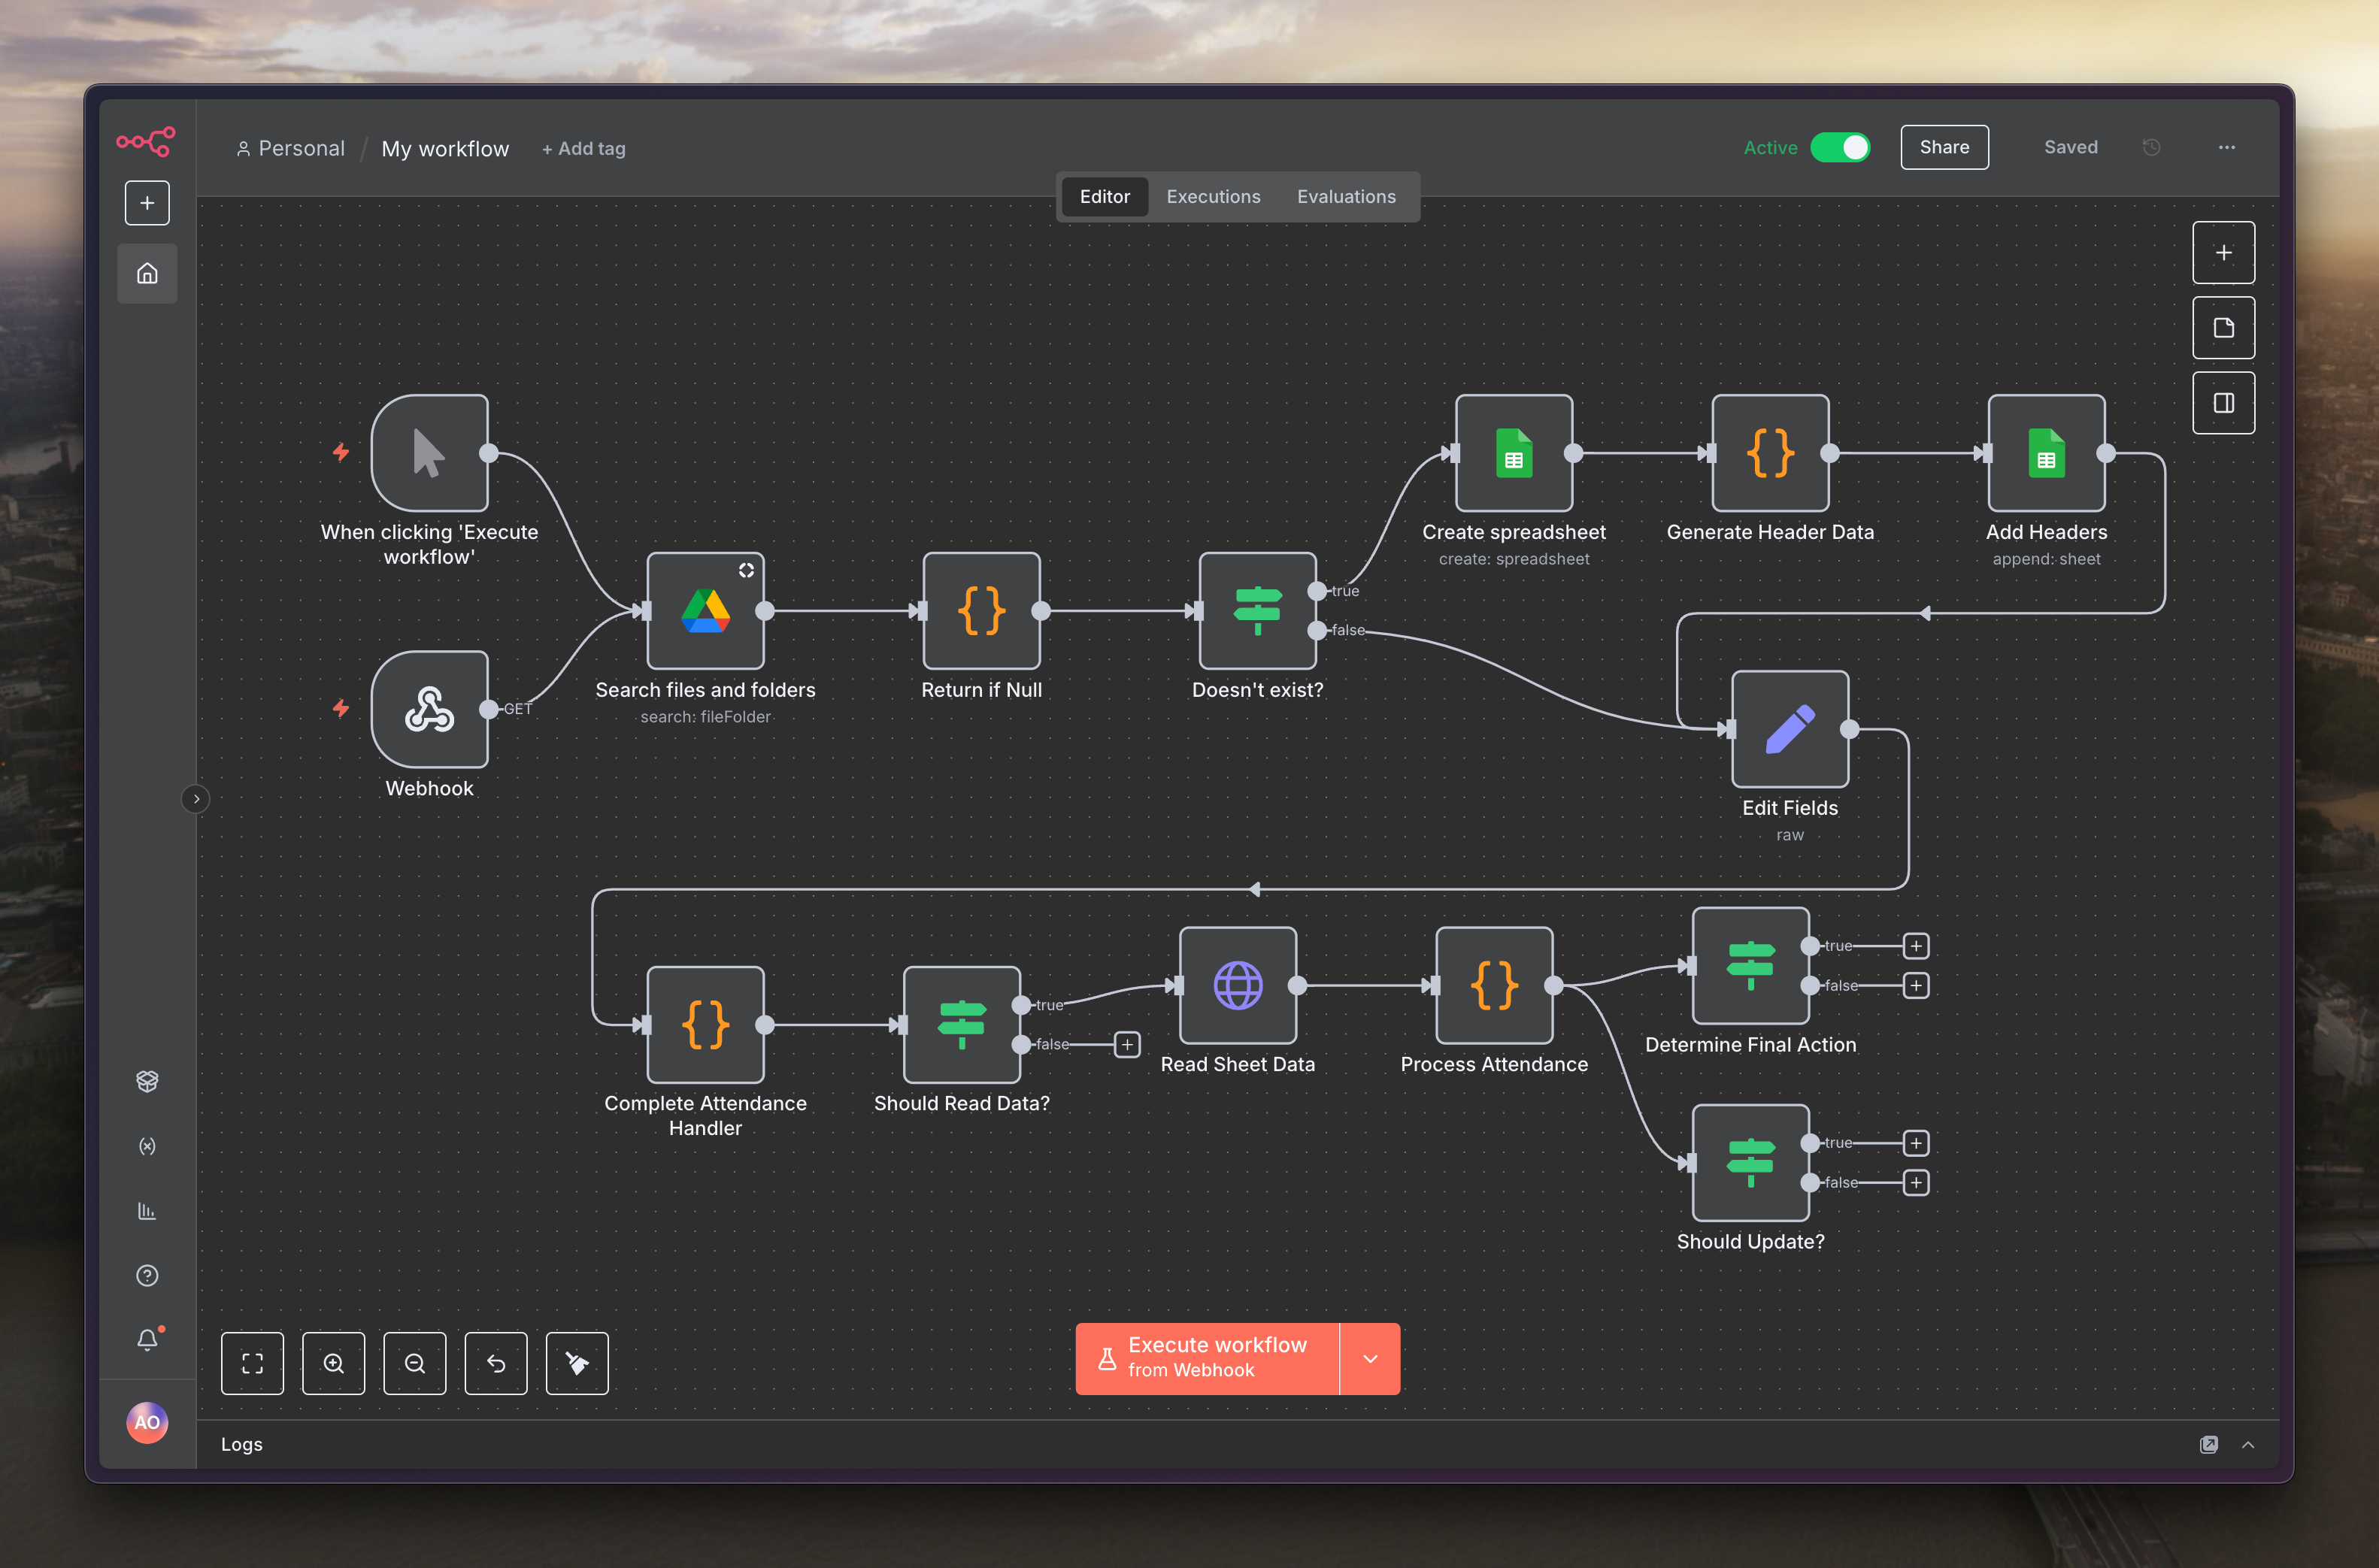 Personal / My workflow + Add tag
Active Share Saved
Editor Executions Evaluations
When clicking 'Execute
workflow'
Create spreadsheet
create: spreadsheet
Generate Header Data
Add Headers
append: sheet
true
false
GET
Search files and folders
search: fileFolder
Return if Null
Doesn't exist?
Webhook
Edit Fields
raw
true
false
true
false
Complete Attendance
Handler
Should Read Data?
Read Sheet Data
Process Attendance
Determine Final Action
true
false
Should Update?
Execute workflow
from Webhook
AO
Logs